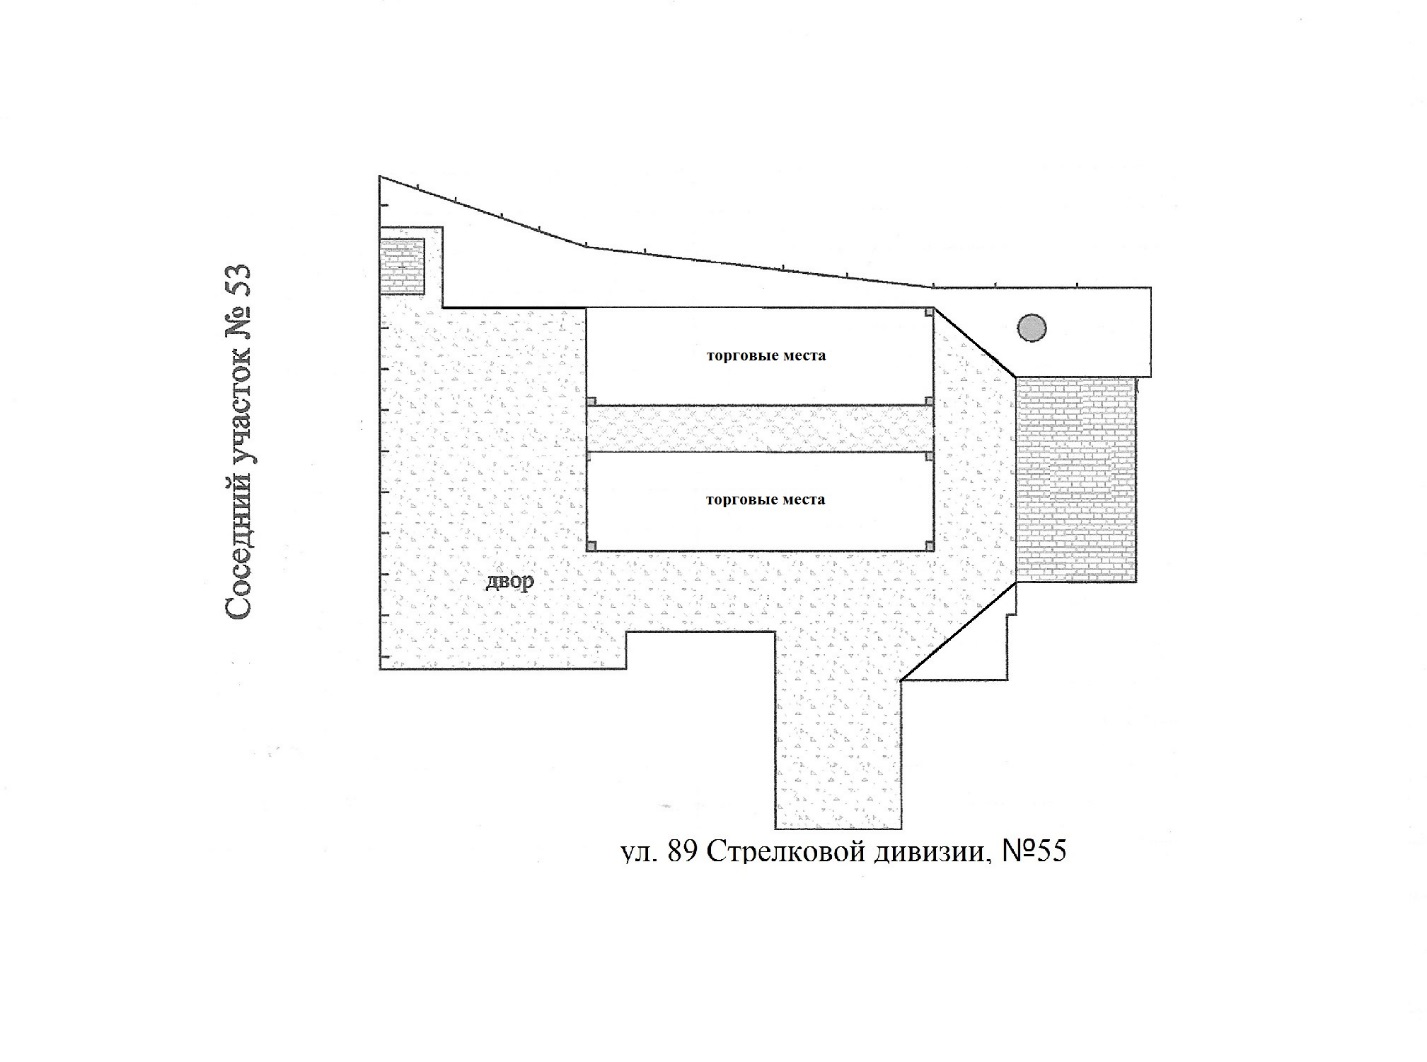 Соседний участок № 53
торговые места
торговые места
двор
ул. 89 Стрелковой дивизии, №55